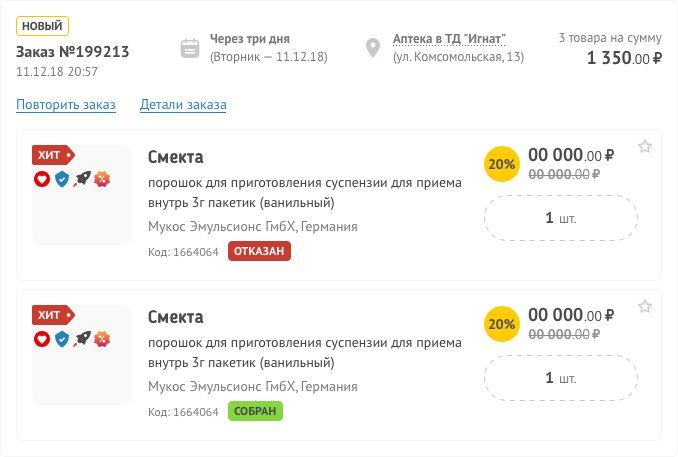 НОВЫЙ
Заказ №199213
11.12.18 20:57
Через три дня
(Вторник — 11.12.18)
Аптека в ТД "Игнат"
(ул. Комсомольская, 13)
3 товара на сумму
1 350.00 ₽
Повторить заказ
Детали заказа
ХИТ
Смекта
порошок для приготовления суспензии для приема
внутрь 3г пакетик (ванильный)
Мукос Эмульсионс ГмбХ, Германия
Код: 1664064
ОТКАЗАН
20%
00 000.00 ₽
00 000.00 ₽
1 шт.
ХИТ
Смекта
порошок для приготовления суспензии для приема
внутрь 3г пакетик (ванильный)
Мукос Эмульсионс ГмбХ, Германия
Код: 1664064
СОБРАН
20%
00 000.00 ₽
00 000.00 ₽
1 шт.